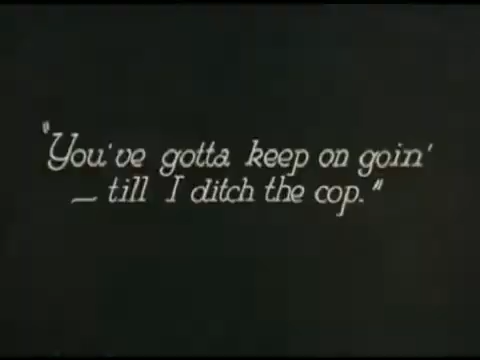 "You've gotta keep on goin'
— till I ditch the cop."